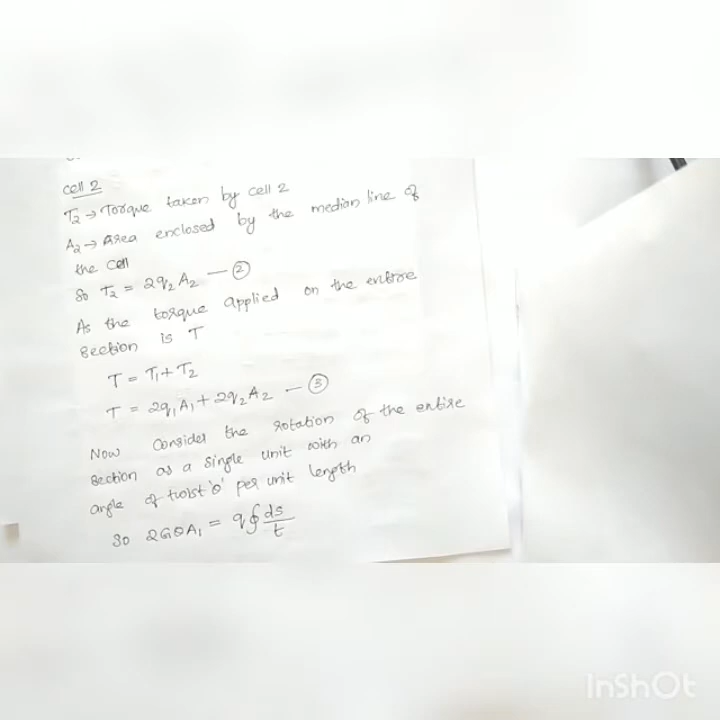 cell 2
T₂ → Torque taken by cell 2
A₂ → Area enclosed by the median line of
the cell
So T₂ = 2q₂A₂ — ②
As the torque applied on the entire
section is T
T = T₁ + T₂
T = 2q₁A₁ + 2q₂A₂ — ③
Now consider the rotation of the entire
section as a single unit with an
angle of twist 'θ' per unit length
So 2GθA₁ = q∮ds/t
InShOt